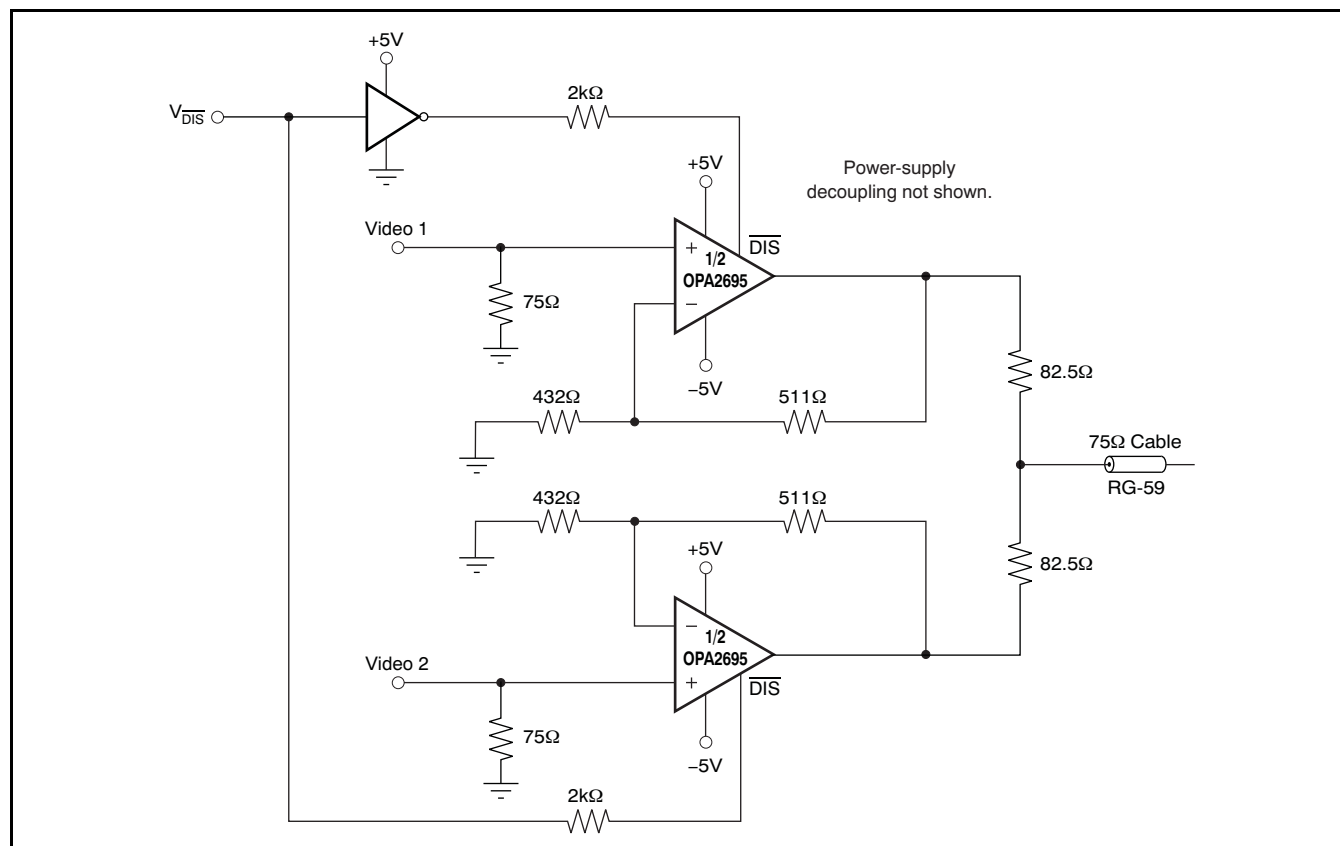 +5V
V DIS
2kΩ
+5V
Power-supply
decoupling not shown.
Video 1
DIS
+
1/2
OPA2695
−
75Ω
−5V
82.5Ω
432Ω
511Ω
75Ω Cable
RG-59
432Ω
511Ω
+5V
82.5Ω
−
1/2
OPA2695
Video 2
+
DIS
75Ω
−5V
2kΩ